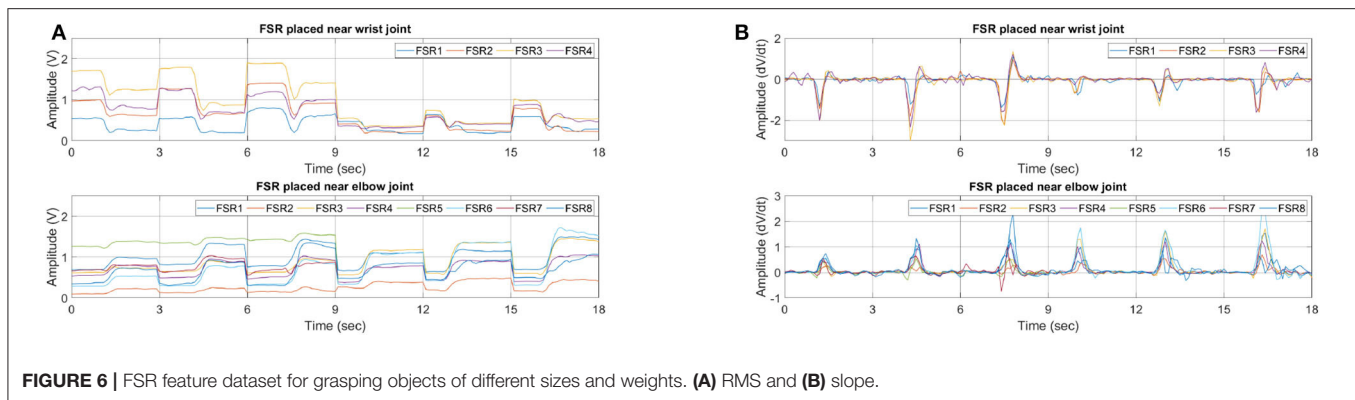 A
FSR placed near wrist joint
FSR1 FSR2 FSR3 FSR4
Amplitude (V)
2
1
0
0 3 6 9 12 15 18
Time (sec)
FSR placed near elbow joint
FSR1 FSR2 FSR3 FSR4 FSR5 FSR6 FSR7 FSR8
Amplitude (V)
2
1
0
0 3 6 9 12 15 18
Time (sec)
B
FSR placed near wrist joint
FSR1 FSR2 FSR3 FSR4
Amplitude (dV/dt)
2
0
-2
0 3 6 9 12 15 18
Time (sec)
FSR placed near elbow joint
FSR1 FSR2 FSR3 FSR4 FSR5 FSR6 FSR7 FSR8
Amplitude (dV/dt)
3
2
1
0
-1
0 3 6 9 12 15 18
Time (sec)
FIGURE 6 | FSR feature dataset for grasping objects of different sizes and weights. (A) RMS and (B) slope.